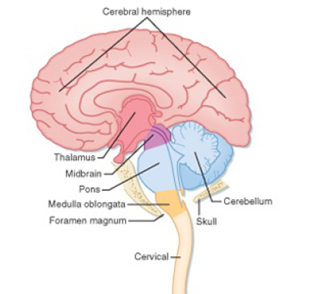 Cerebral hemisphere
Thalamus
Midbrain
Pons
Medulla oblongata
Foramen magnum
Cerebellum
Skull
Cervical